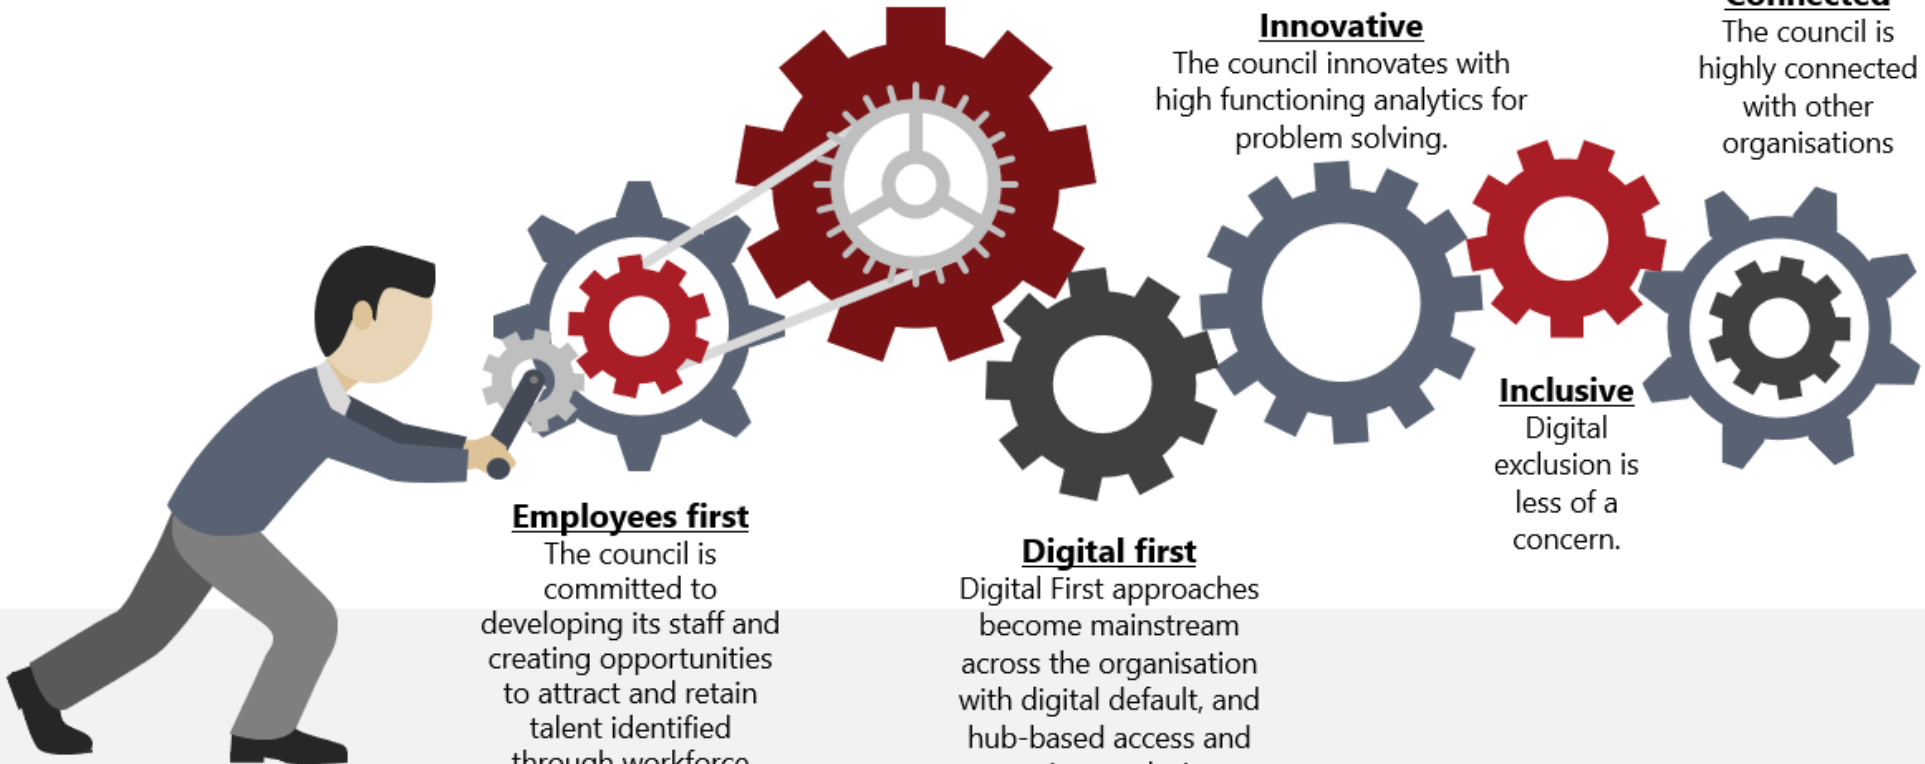 Employees first
The council is
committed to
developing its staff and
creating opportunities
to attract and retain
talent identified
through workforce
Digital first
Digital First approaches
become mainstream
across the organisation
with digital default, and
hub-based access and
Innovative
The council innovates with
high functioning analytics for
problem solving.
Inclusive
Digital
exclusion is
less of a
concern.
Connected
The council is
highly connected
with other
organisations